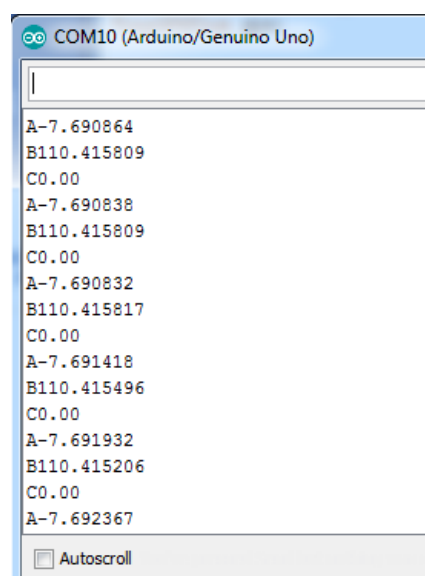 COM10 (Arduino/Genuino Uno)
A-7.690864
B110.415809
C0.00
A-7.690838
B110.415809
C0.00
A-7.690832
B110.415817
C0.00
A-7.691418
B110.415496
C0.00
A-7.691932
B110.415206
C0.00
A-7.692367
Autoscroll